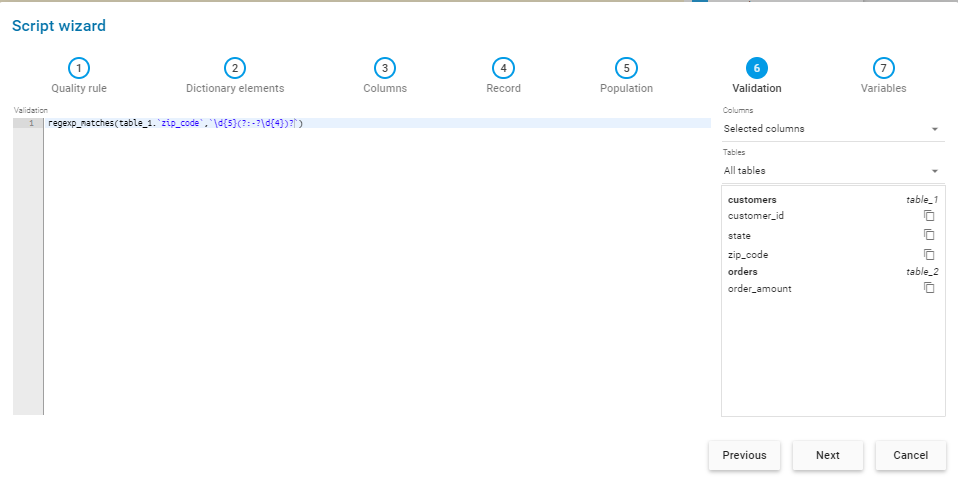 Script wizard
1 2 3 4 5 6 7
Quality rule Dictionary elements Columns Record Population Validation Variables
Validation
1 regexp_matches(table_1.`zip_code`,`\d{5}(?:-?\d{4})?`)
Columns
Selected columns
Tables
All tables
customers table_1
customer_id
state
zip_code
orders table_2
order_amount
Previous Next Cancel